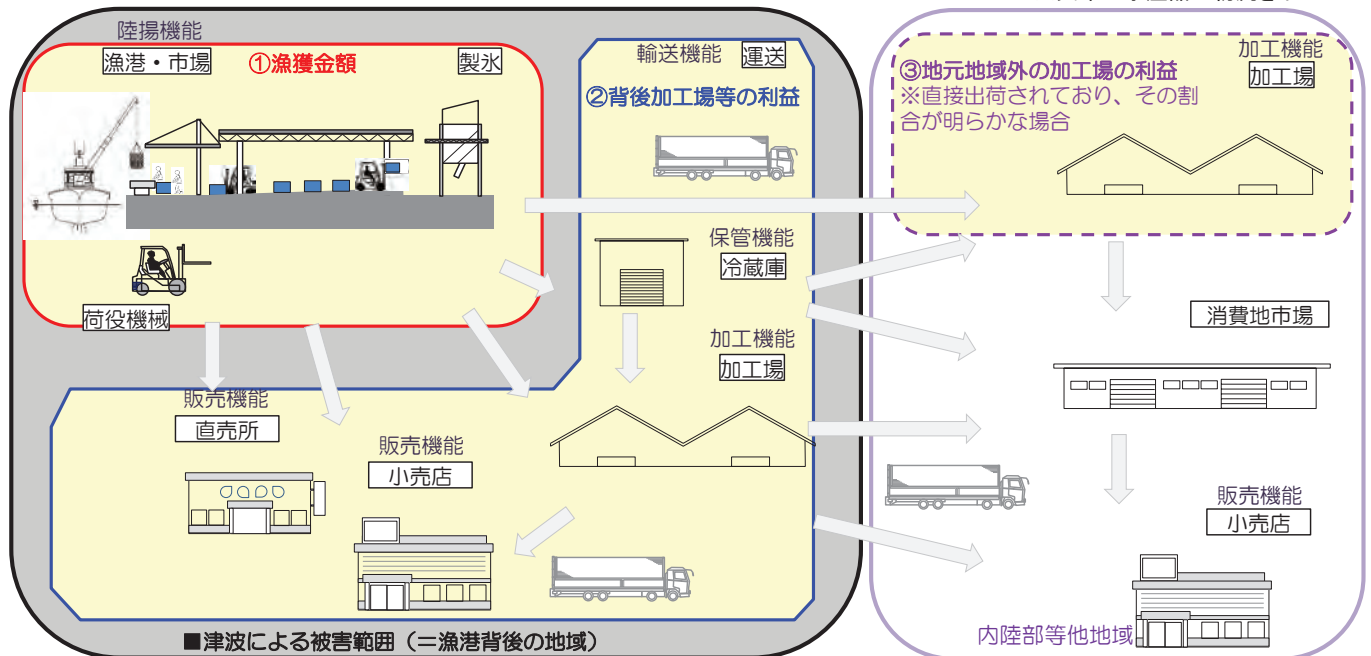 陸揚機能
漁港・市場
①漁獲金額
製氷
荷役機械
輸送機能
運送
②背後加工場等の利益
保管機能
冷蔵庫
加工機能
加工場
販売機能
直売所
販売機能
小売店
■津波による被害範囲（＝漁港背後の地域）
加工機能
加工場
③地元地域外の加工場の利益
※直接出荷されており、その割
合が明らかな場合
消費地市場
販売機能
小売店
内陸部等他地域